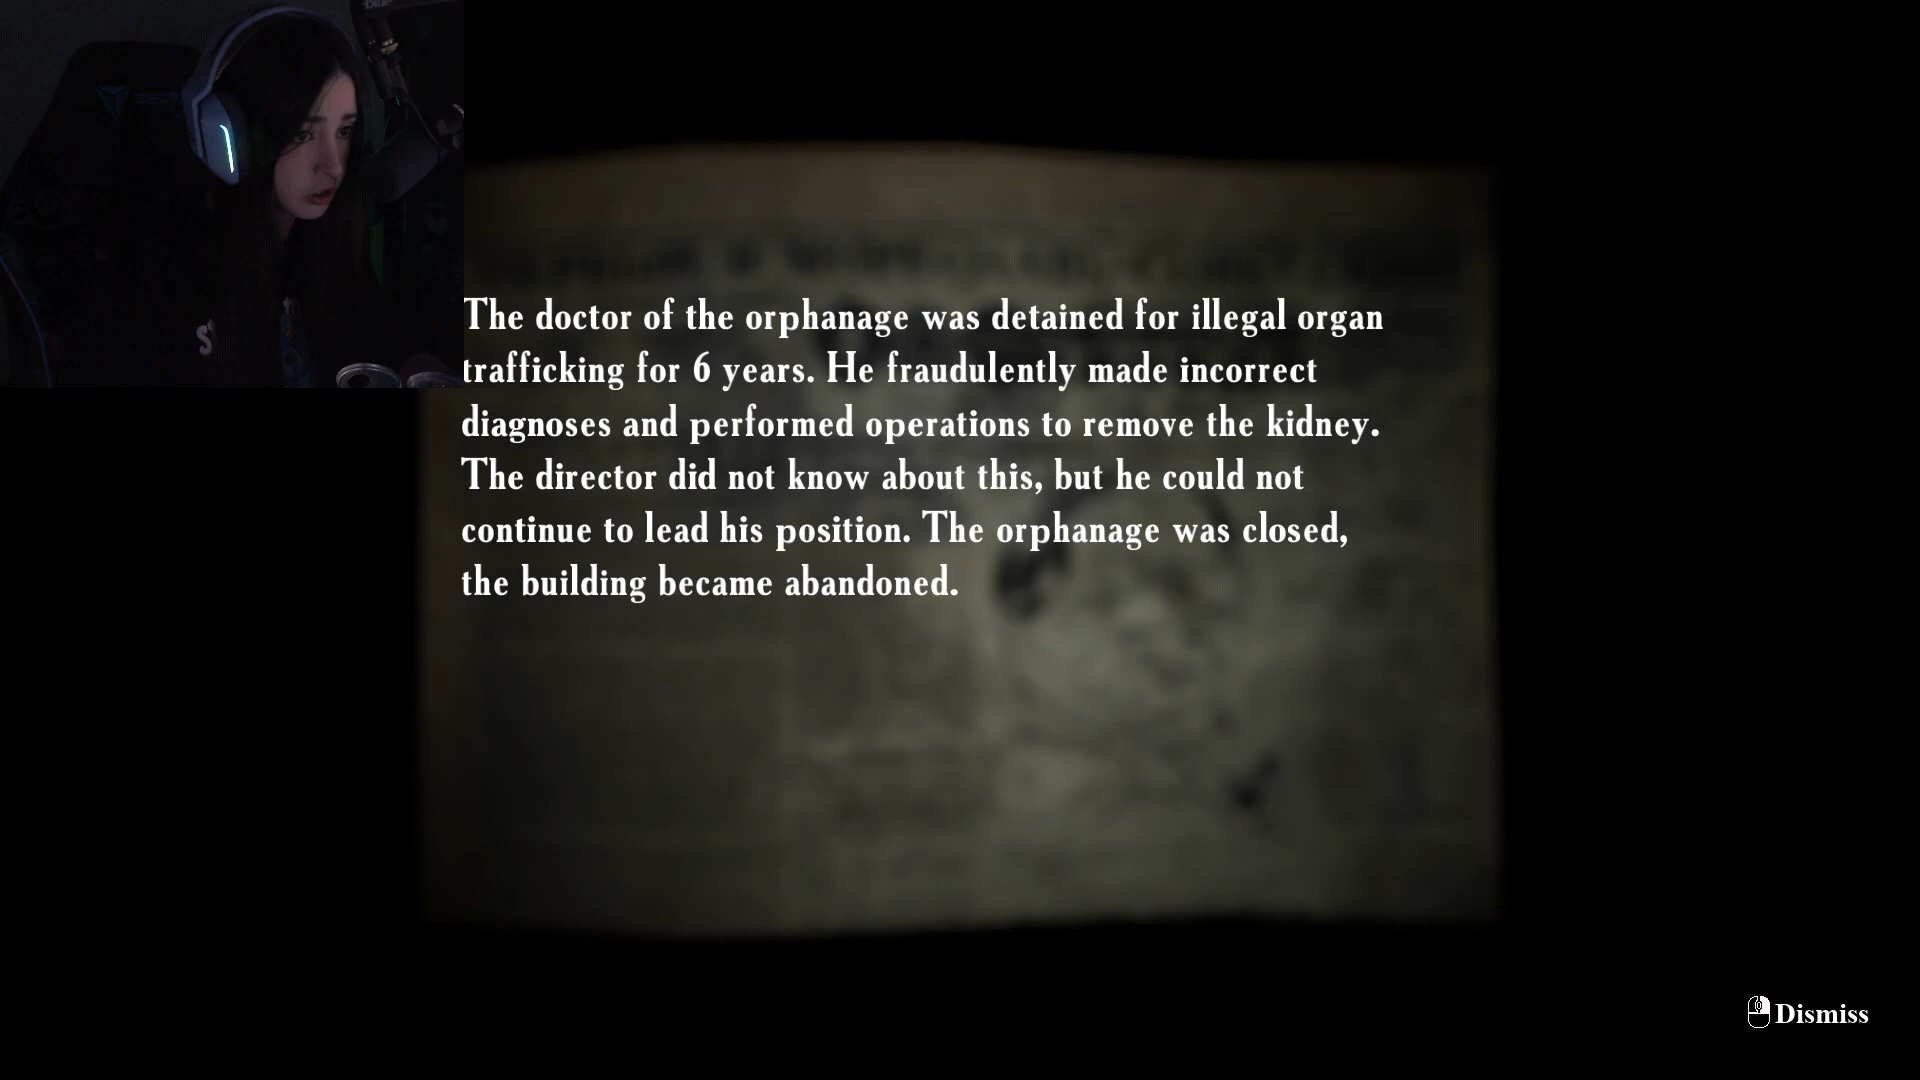 The doctor of the orphanage was detained for illegal organ
trafficking for 6 years. He fraudulently made incorrect
diagnoses and performed operations to remove the kidney.
The director did not know about this, but he could not
continue to lead his position. The orphanage was closed,
the building became abandoned.
Dismiss